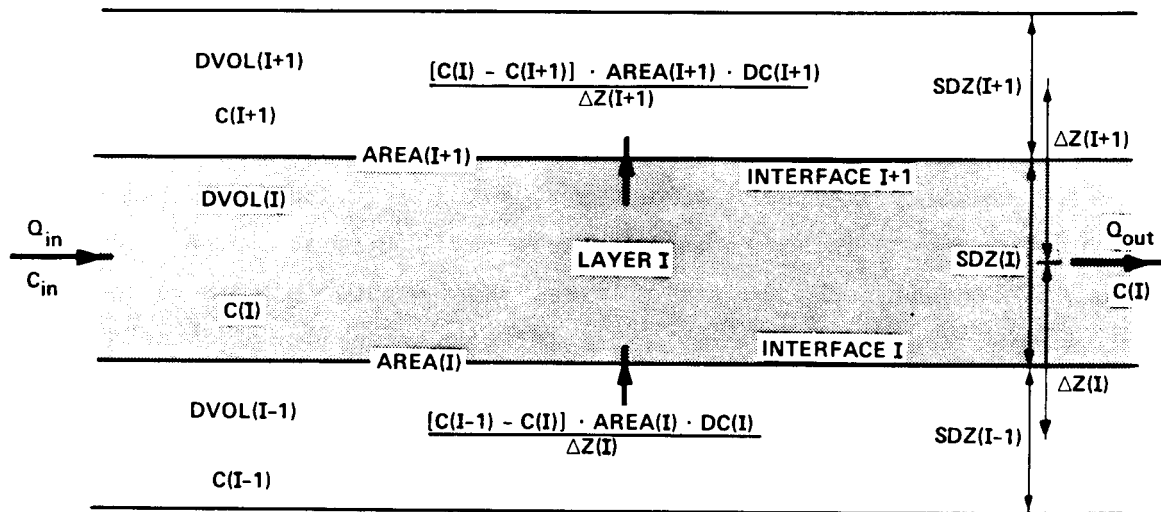 DVOL(I+1)
[C(I) - C(I+1)] · AREA(I+1) · DC(I+1)
ΔZ(I+1)
SDZ(I+1)
C(I+1)
ΔZ(I+1)
AREA(I+1)
INTERFACE I+1
DVOL(I)
Q_in
C_in
LAYER I
SDZ(I)
Q_out
C(I)
C(I)
INTERFACE I
AREA(I)
ΔZ(I)
DVOL(I-1)
[C(I-1) - C(I)] · AREA(I) · DC(I)
ΔZ(I)
SDZ(I-1)
C(I-1)